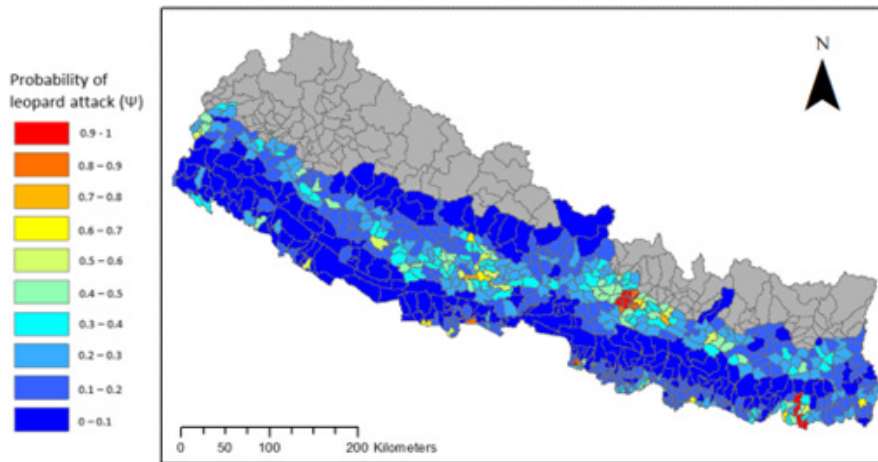 Probability of
leopard attack (Ψ)
0.9 - 1
0.8 – 0.9
0.7 – 0.8
0.6 – 0.7
0.5 – 0.6
0.4 – 0.5
0.3 – 0.4
0.2 – 0.3
0.1 – 0.2
0 – 0.1
N
0 50 100 200 Kilometers